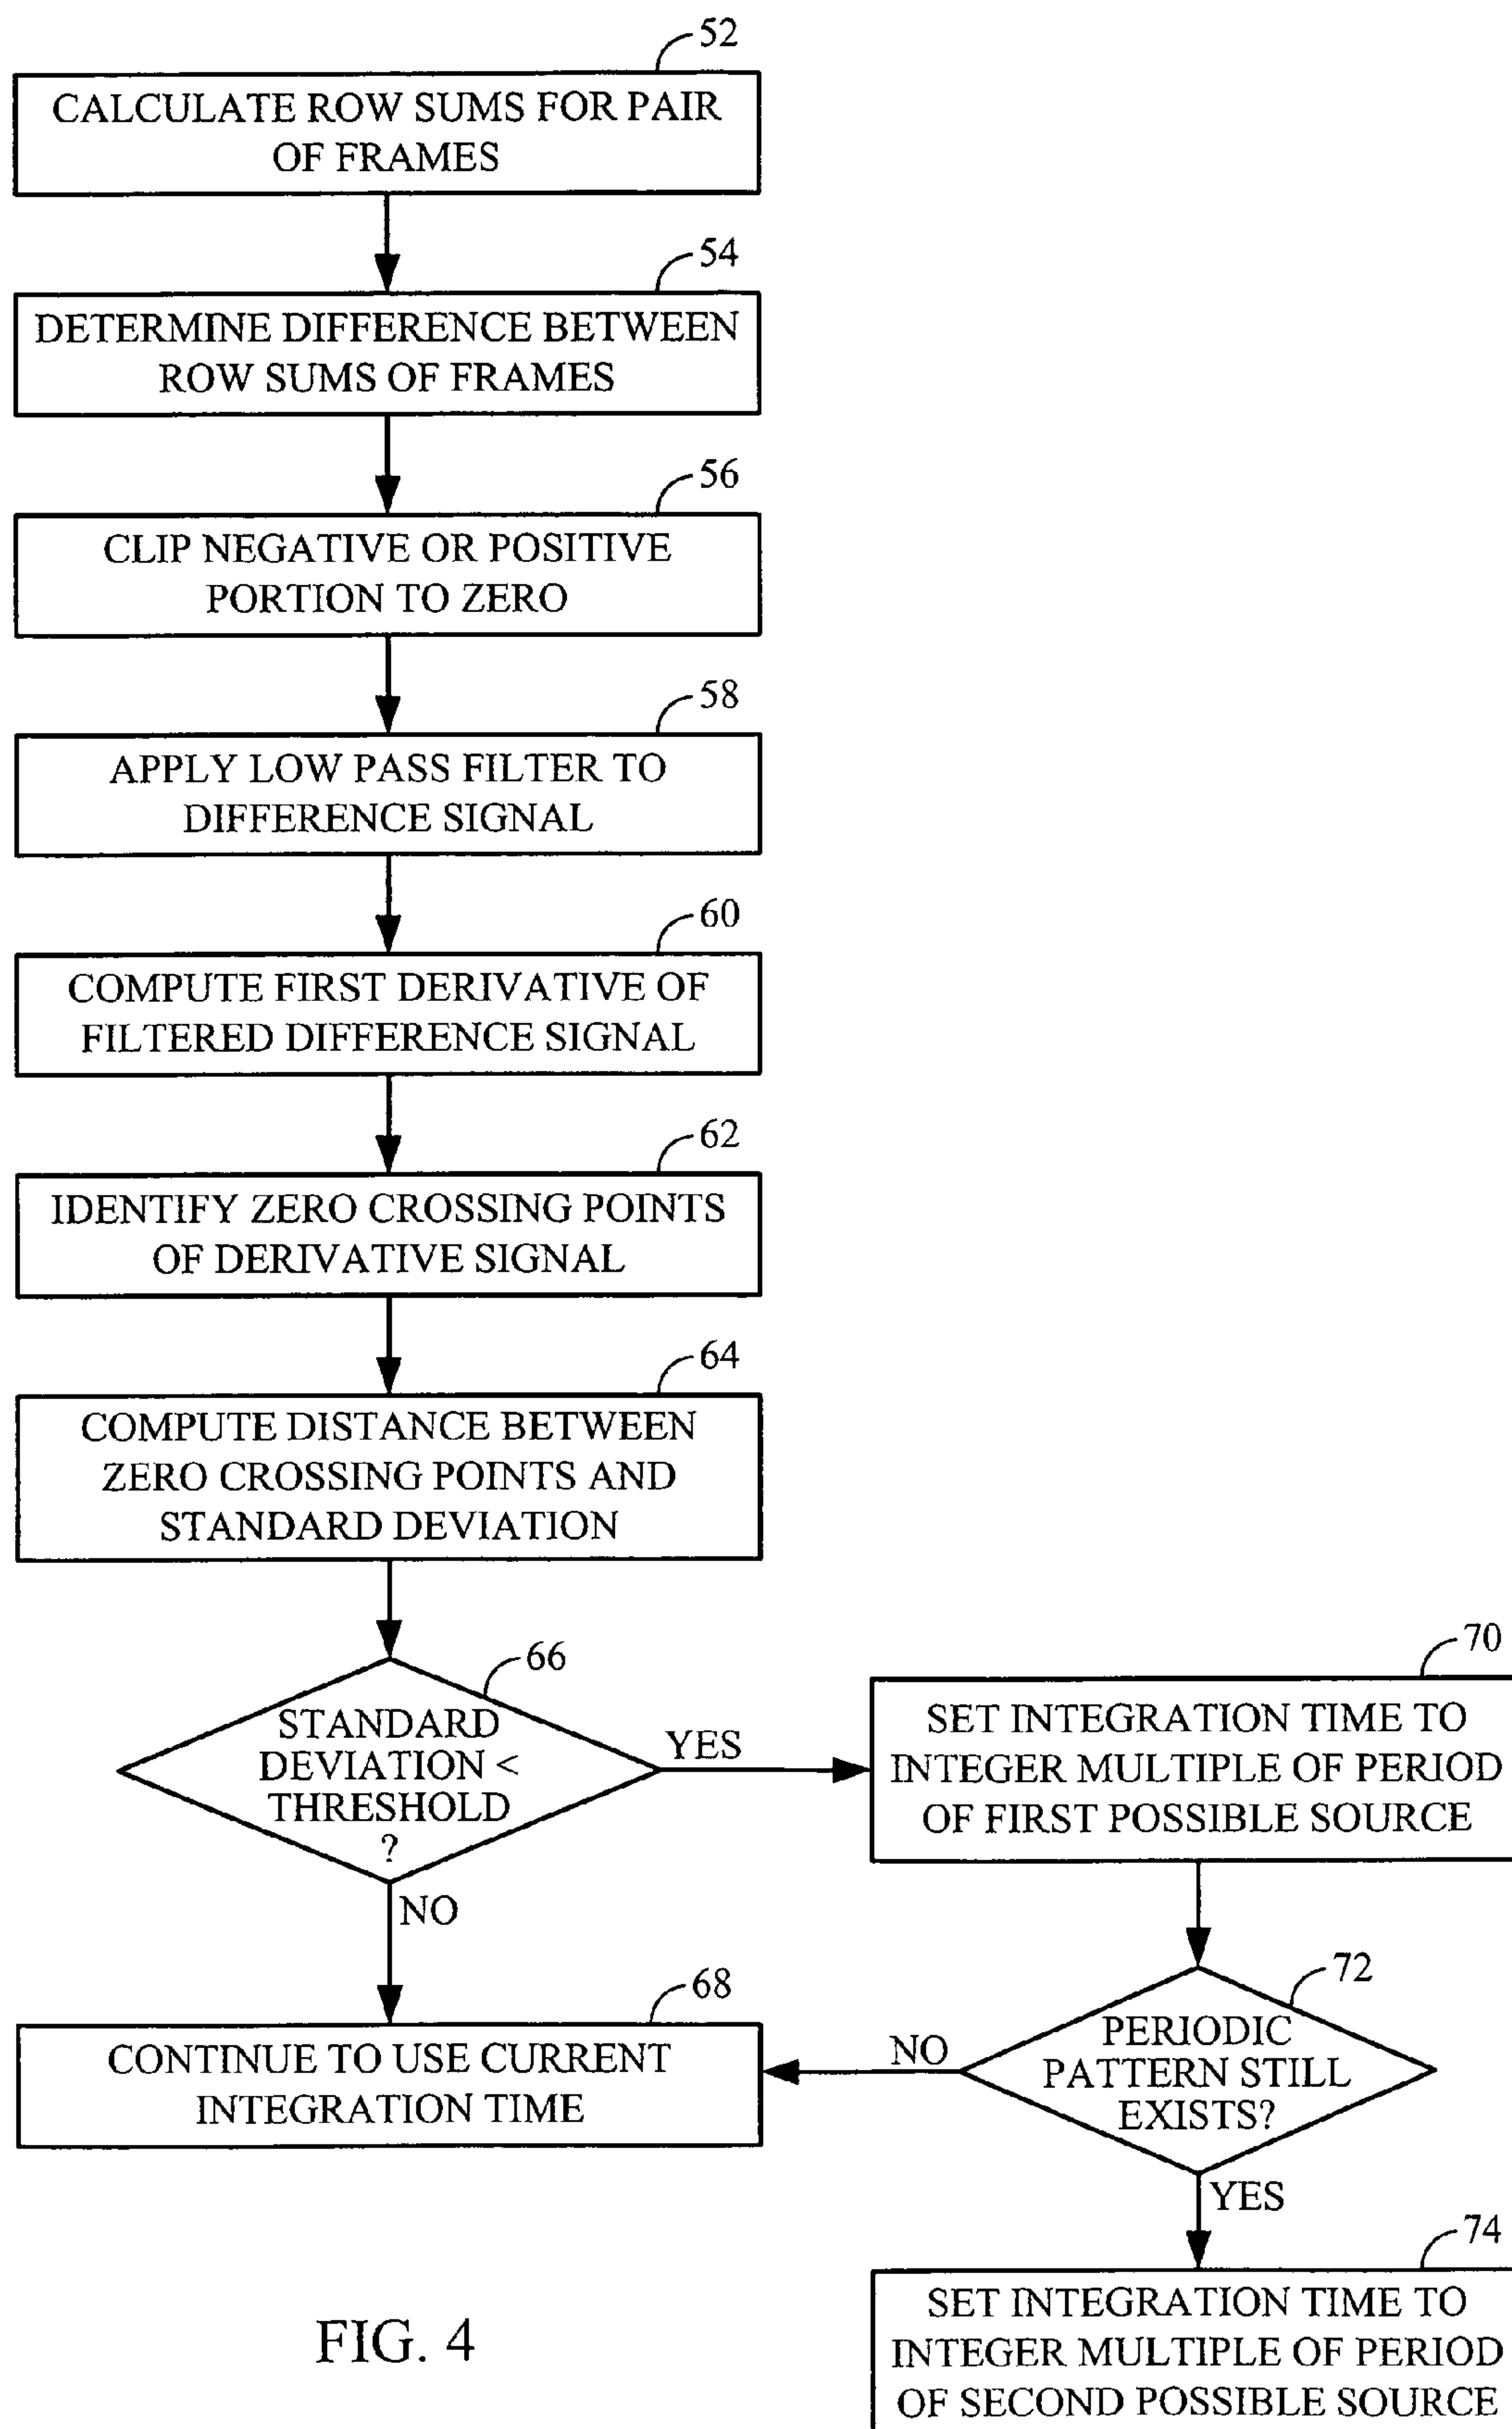 52
CALCULATE ROW SUMS FOR PAIR
OF FRAMES
54
DETERMINE DIFFERENCE BETWEEN
ROW SUMS OF FRAMES
56
CLIP NEGATIVE OR POSITIVE
PORTION TO ZERO
58
APPLY LOW PASS FILTER TO
DIFFERENCE SIGNAL
60
COMPUTE FIRST DERIVATIVE OF
FILTERED DIFFERENCE SIGNAL
62
IDENTIFY ZERO CROSSING POINTS
OF DERIVATIVE SIGNAL
64
COMPUTE DISTANCE BETWEEN
ZERO CROSSING POINTS AND
STANDARD DEVIATION
66
STANDARD
DEVIATION <
THRESHOLD
?
YES
NO
70
SET INTEGRATION TIME TO
INTEGER MULTIPLE OF PERIOD
OF FIRST POSSIBLE SOURCE
68
CONTINUE TO USE CURRENT
INTEGRATION TIME
72
PERIODIC
PATTERN STILL
EXISTS?
NO
YES
74
SET INTEGRATION TIME TO
INTEGER MULTIPLE OF PERIOD
OF SECOND POSSIBLE SOURCE
FIG. 4